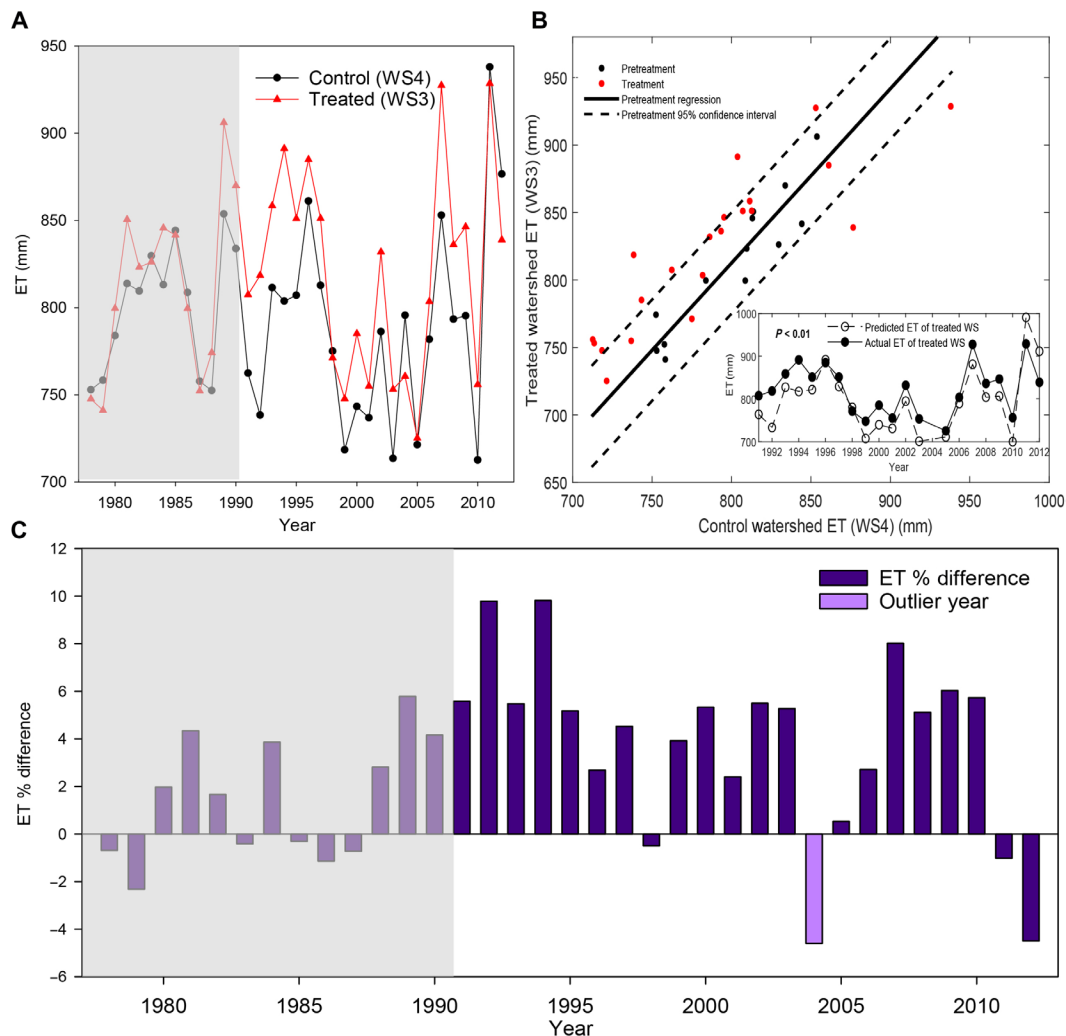 A
950
900
850
800
750
700
ET (mm)
Control (WS4)
Treated (WS3)
1980
1985
1990
1995
2000
2005
2010
Year
B
950
900
850
800
750
700
650
Treated watershed ET (WS3) (mm)
Pretreatment
Treatment
Pretreatment regression
Pretreatment 95% confidence interval
1000
900
800
700
ET (mm)
P < 0.01
Predicted ET of treated WS
Actual ET of treated WS
1992
1994
1996
1998
2000
2002
2004
2006
2008
2010
2012
Year
700
750
800
850
900
950
1000
Control watershed ET (WS4) (mm)
C
12
10
8
6
4
2
0
−2
−4
−6
ET % difference
ET % difference
Outlier year
1980
1985
1990
1995
2000
2005
2010
Year